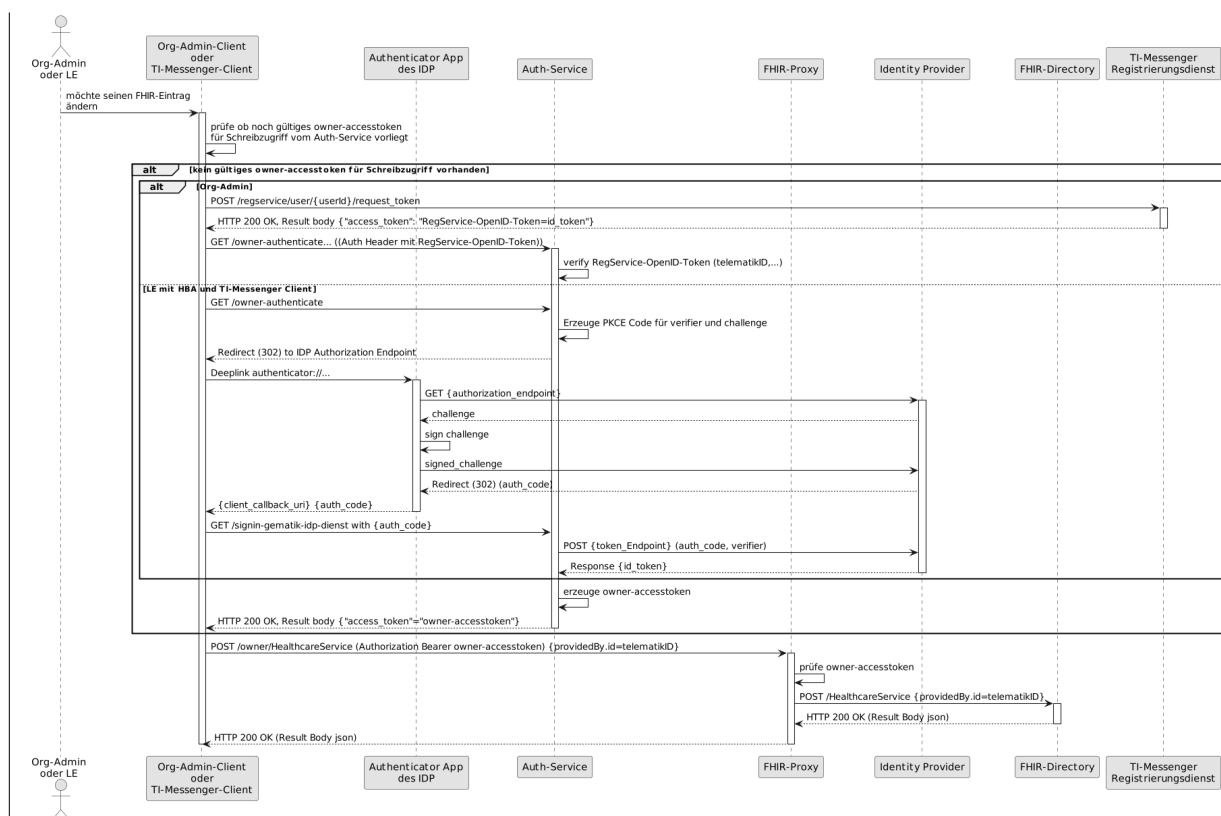 Org-Admin
oder LE
Org-Admin-Client
oder
TI-Messenger-Client
Authenticator App
des IDP
Auth-Service
FHIR-Proxy
Identity Provider
FHIR-Directory
TI-Messenger
Registrierungsdienst
möchte seinen FHIR-Eintrag
ändern
prüfe ob noch gültiges owner-accesstoken
für Schreibzugriff vom Auth-Service vorliegt
alt [kein gültiges owner-accesstoken für Schreibzugriff vorhanden]
alt [Org-Admin]
POST /regservice/user/{userId}/request_token
HTTP 200 OK, Result body {"access_token": "RegService-OpenID-Token=id_token"}
GET /owner-authenticate... ((Auth Header mit RegService-OpenID-Token))
verify RegService-OpenID-Token (telematikID,...)
[LE mit HBA und TI-Messenger Client]
GET /owner-authenticate
Erzeuge PKCE Code für verifier und challenge
Redirect (302) to IDP Authorization Endpoint
Deeplink authenticator://...
GET {authorization_endpoint}
challenge
sign challenge
signed_challenge
Redirect (302) (auth_code)
{client_callback_uri} {auth_code}
GET /signin-gematik-idp-dienst with {auth_code}
POST {token_Endpoint} (auth_code, verifier)
Response {id_token}
erzeuge owner-accesstoken
HTTP 200 OK, Result body {"access_token"="owner-accesstoken"}
POST /owner/HealthcareService (Authorization Bearer owner-accesstoken) {providedBy.id=telematikID}
prüfe owner-accesstoken
POST /HealthcareService {providedBy.id=telematikID}
HTTP 200 OK (Result Body json)
HTTP 200 OK (Result Body json)
Org-Admin
oder LE
Org-Admin-Client
oder
TI-Messenger-Client
Authenticator App
des IDP
Auth-Service
FHIR-Proxy
Identity Provider
FHIR-Directory
TI-Messenger
Registrierungsdienst